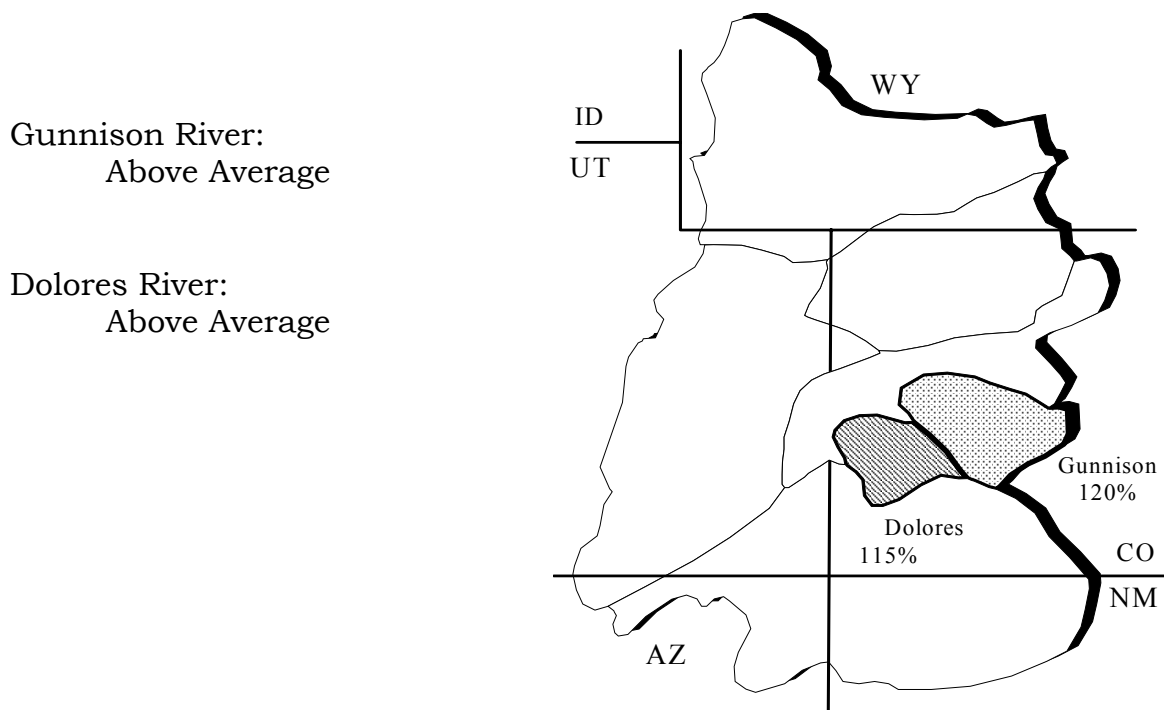 Gunnison River:
Above Average
Dolores River:
Above Average
WY
ID
UT
Gunnison
120%
Dolores
115%
CO
NM
AZ